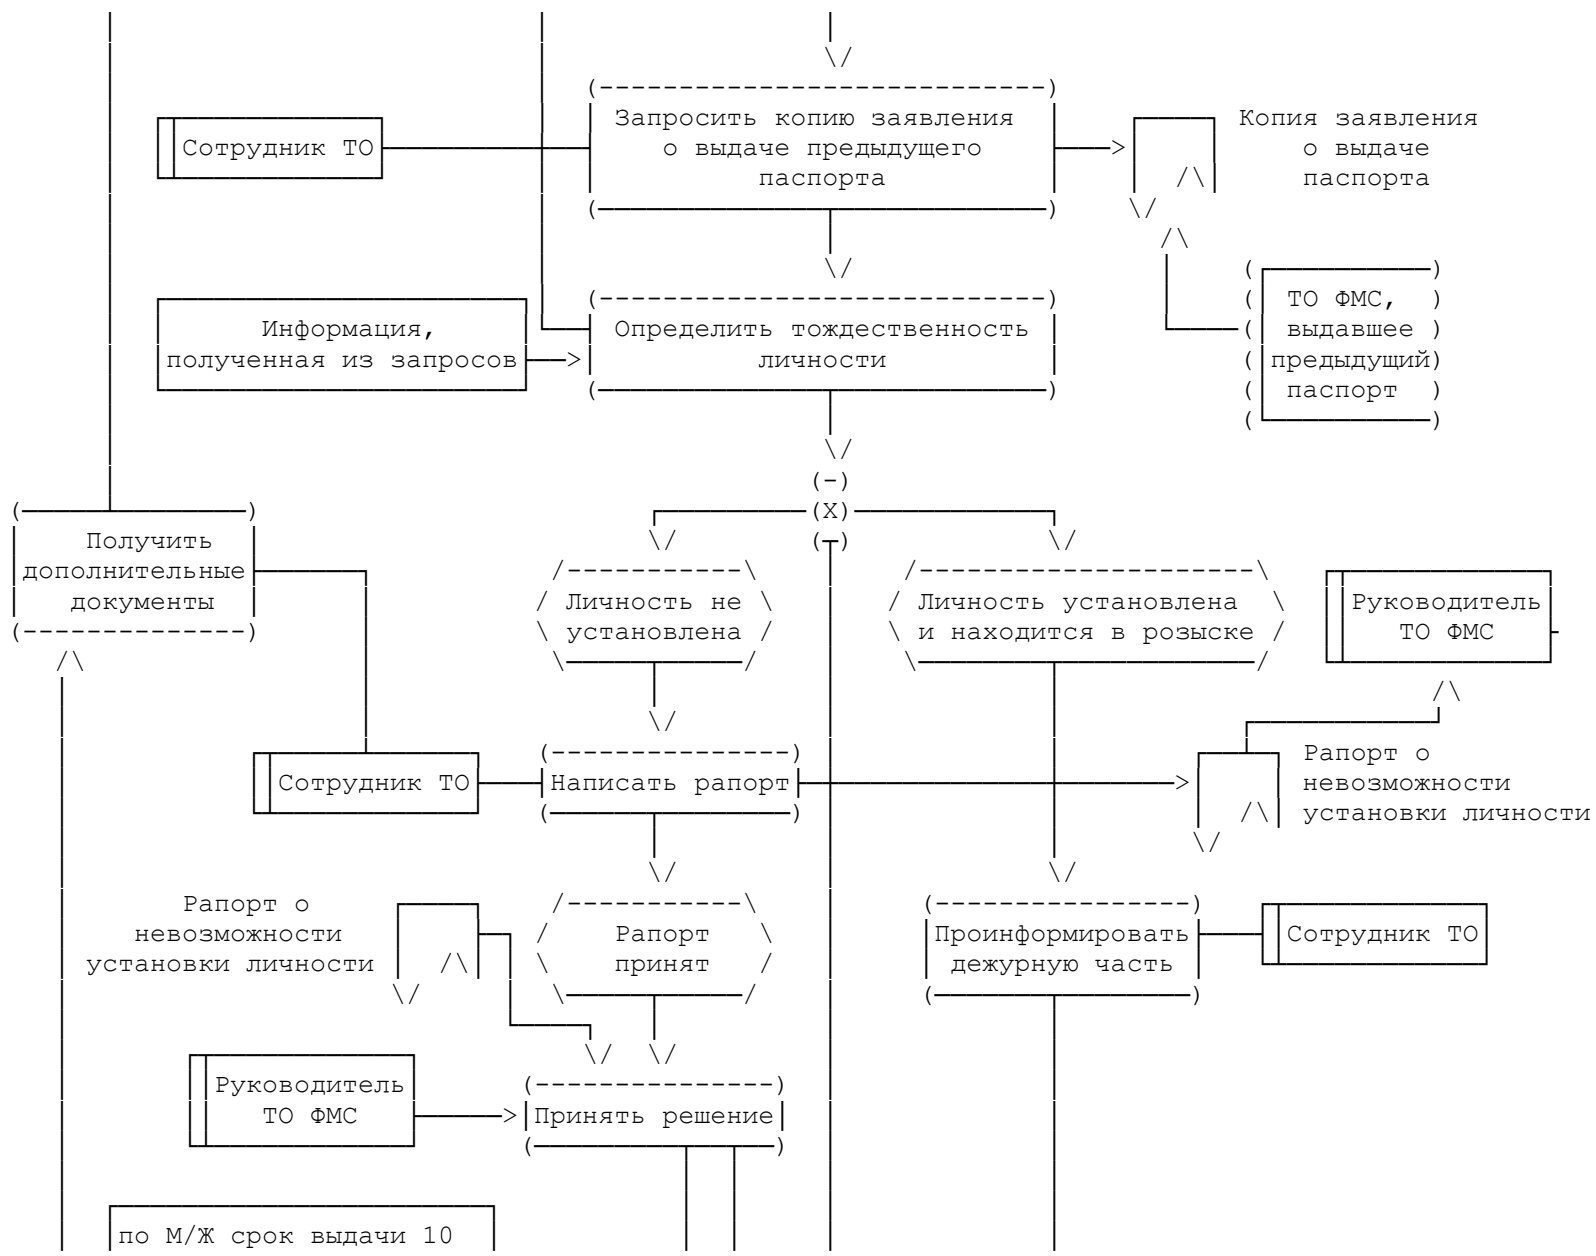 Запросить копию заявления
о выдаче предыдущего
паспорта
Сотрудник ТО
Копия заявления
о выдаче
паспорта
ТО ФМС,
выдавшее
предыдущий
паспорт
Информация,
полученная из запросов
Определить тождественность
личности
(X)
Получить
дополнительные
документы
Личность не
установлена
Личность установлена
и находится в розыске
Руководитель
ТО ФМС
Сотрудник ТО
Написать рапорт
Рапорт о
невозможности
установки личности
Рапорт о
невозможности
установки личности
Рапорт
принят
Проинформировать
дежурную часть
Сотрудник ТО
Руководитель
ТО ФМС
Принять решение
по М/Ж срок выдачи 10